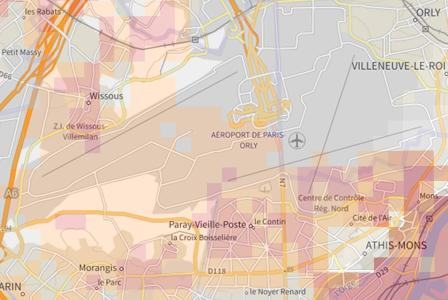 les Rabats
ORLY
Petit Massy
D66
VILLENEUVE-LE-ROI
Wissous
Z.I. de Wissous
Villemilan
AÉROPORT DE PARIS
ORLY
Mons
A6
N7
Centre de Contrôle
Rég. Nord
Cité de l'Air
Paray-Vieille-Poste
le Contin
la Croix Boisselière
ATHIS-MONS
Morangis
D118
D29
le Parc
ARIN
le Noyer Renard